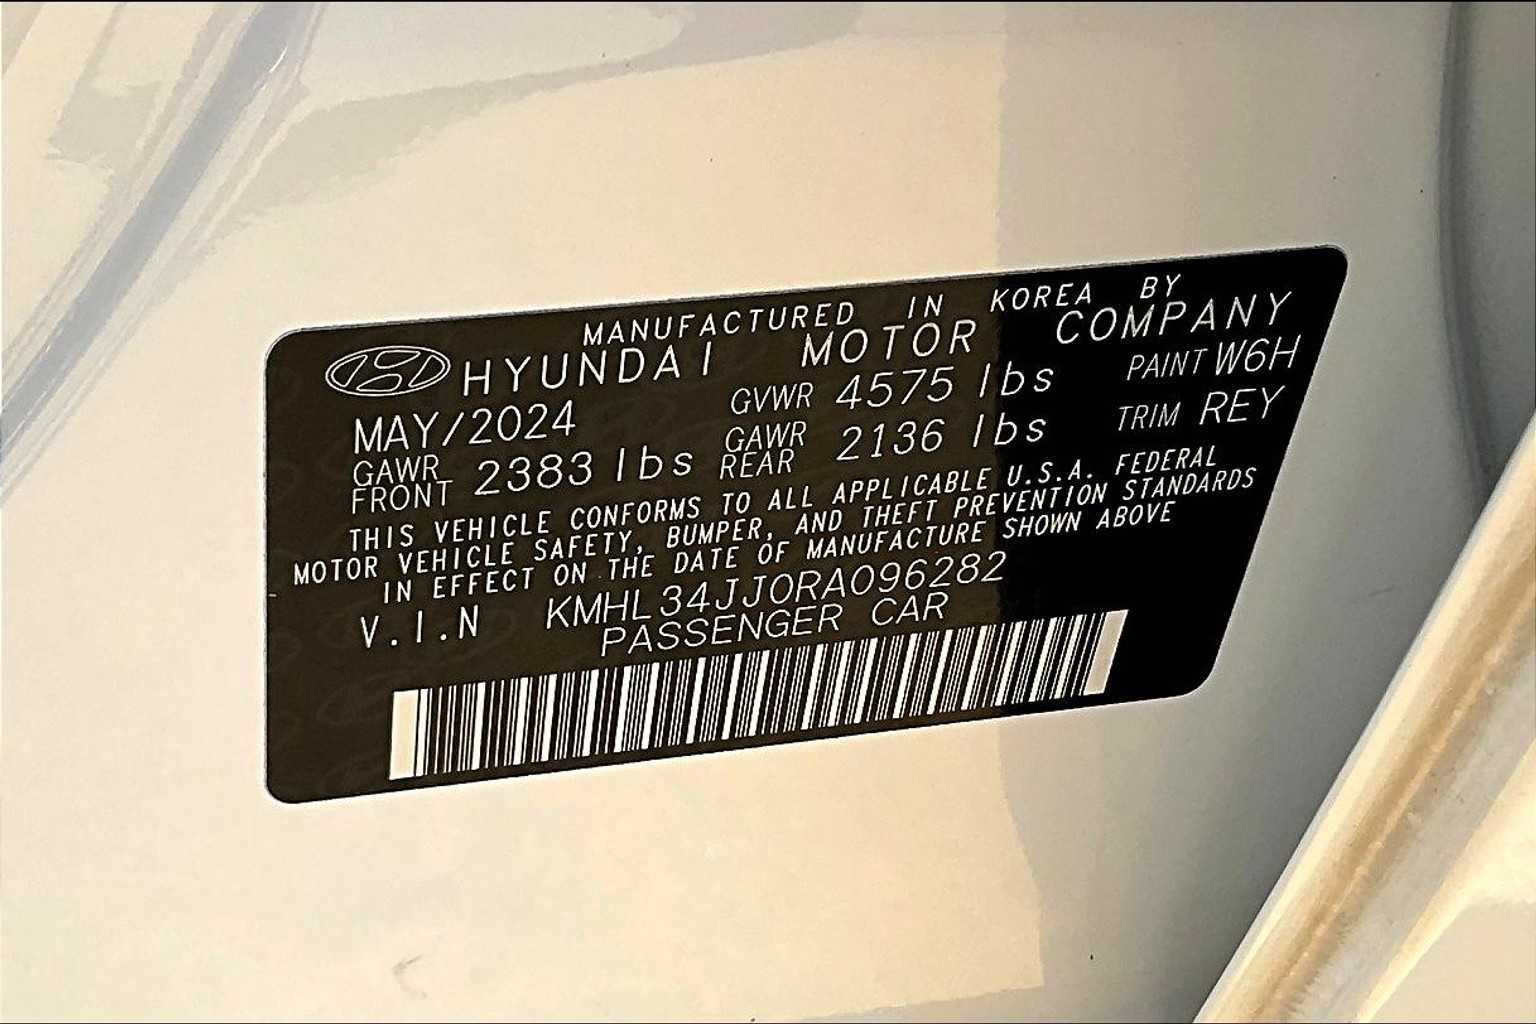 MANUFACTURED IN KOREA BY
HYUNDAI MOTOR COMPANY
MAY/2024 GVWR 4575 lbs PAINT W6H
GAWR FRONT 2383 lbs GAWR REAR 2136 lbs TRIM REY
THIS VEHICLE CONFORMS TO ALL APPLICABLE U.S.A. FEDERAL
MOTOR VEHICLE SAFETY, BUMPER, AND THEFT PREVENTION STANDARDS
IN EFFECT ON THE DATE OF MANUFACTURE SHOWN ABOVE
V.I.N KMHL34JJ0RA096282
PASSENGER CAR